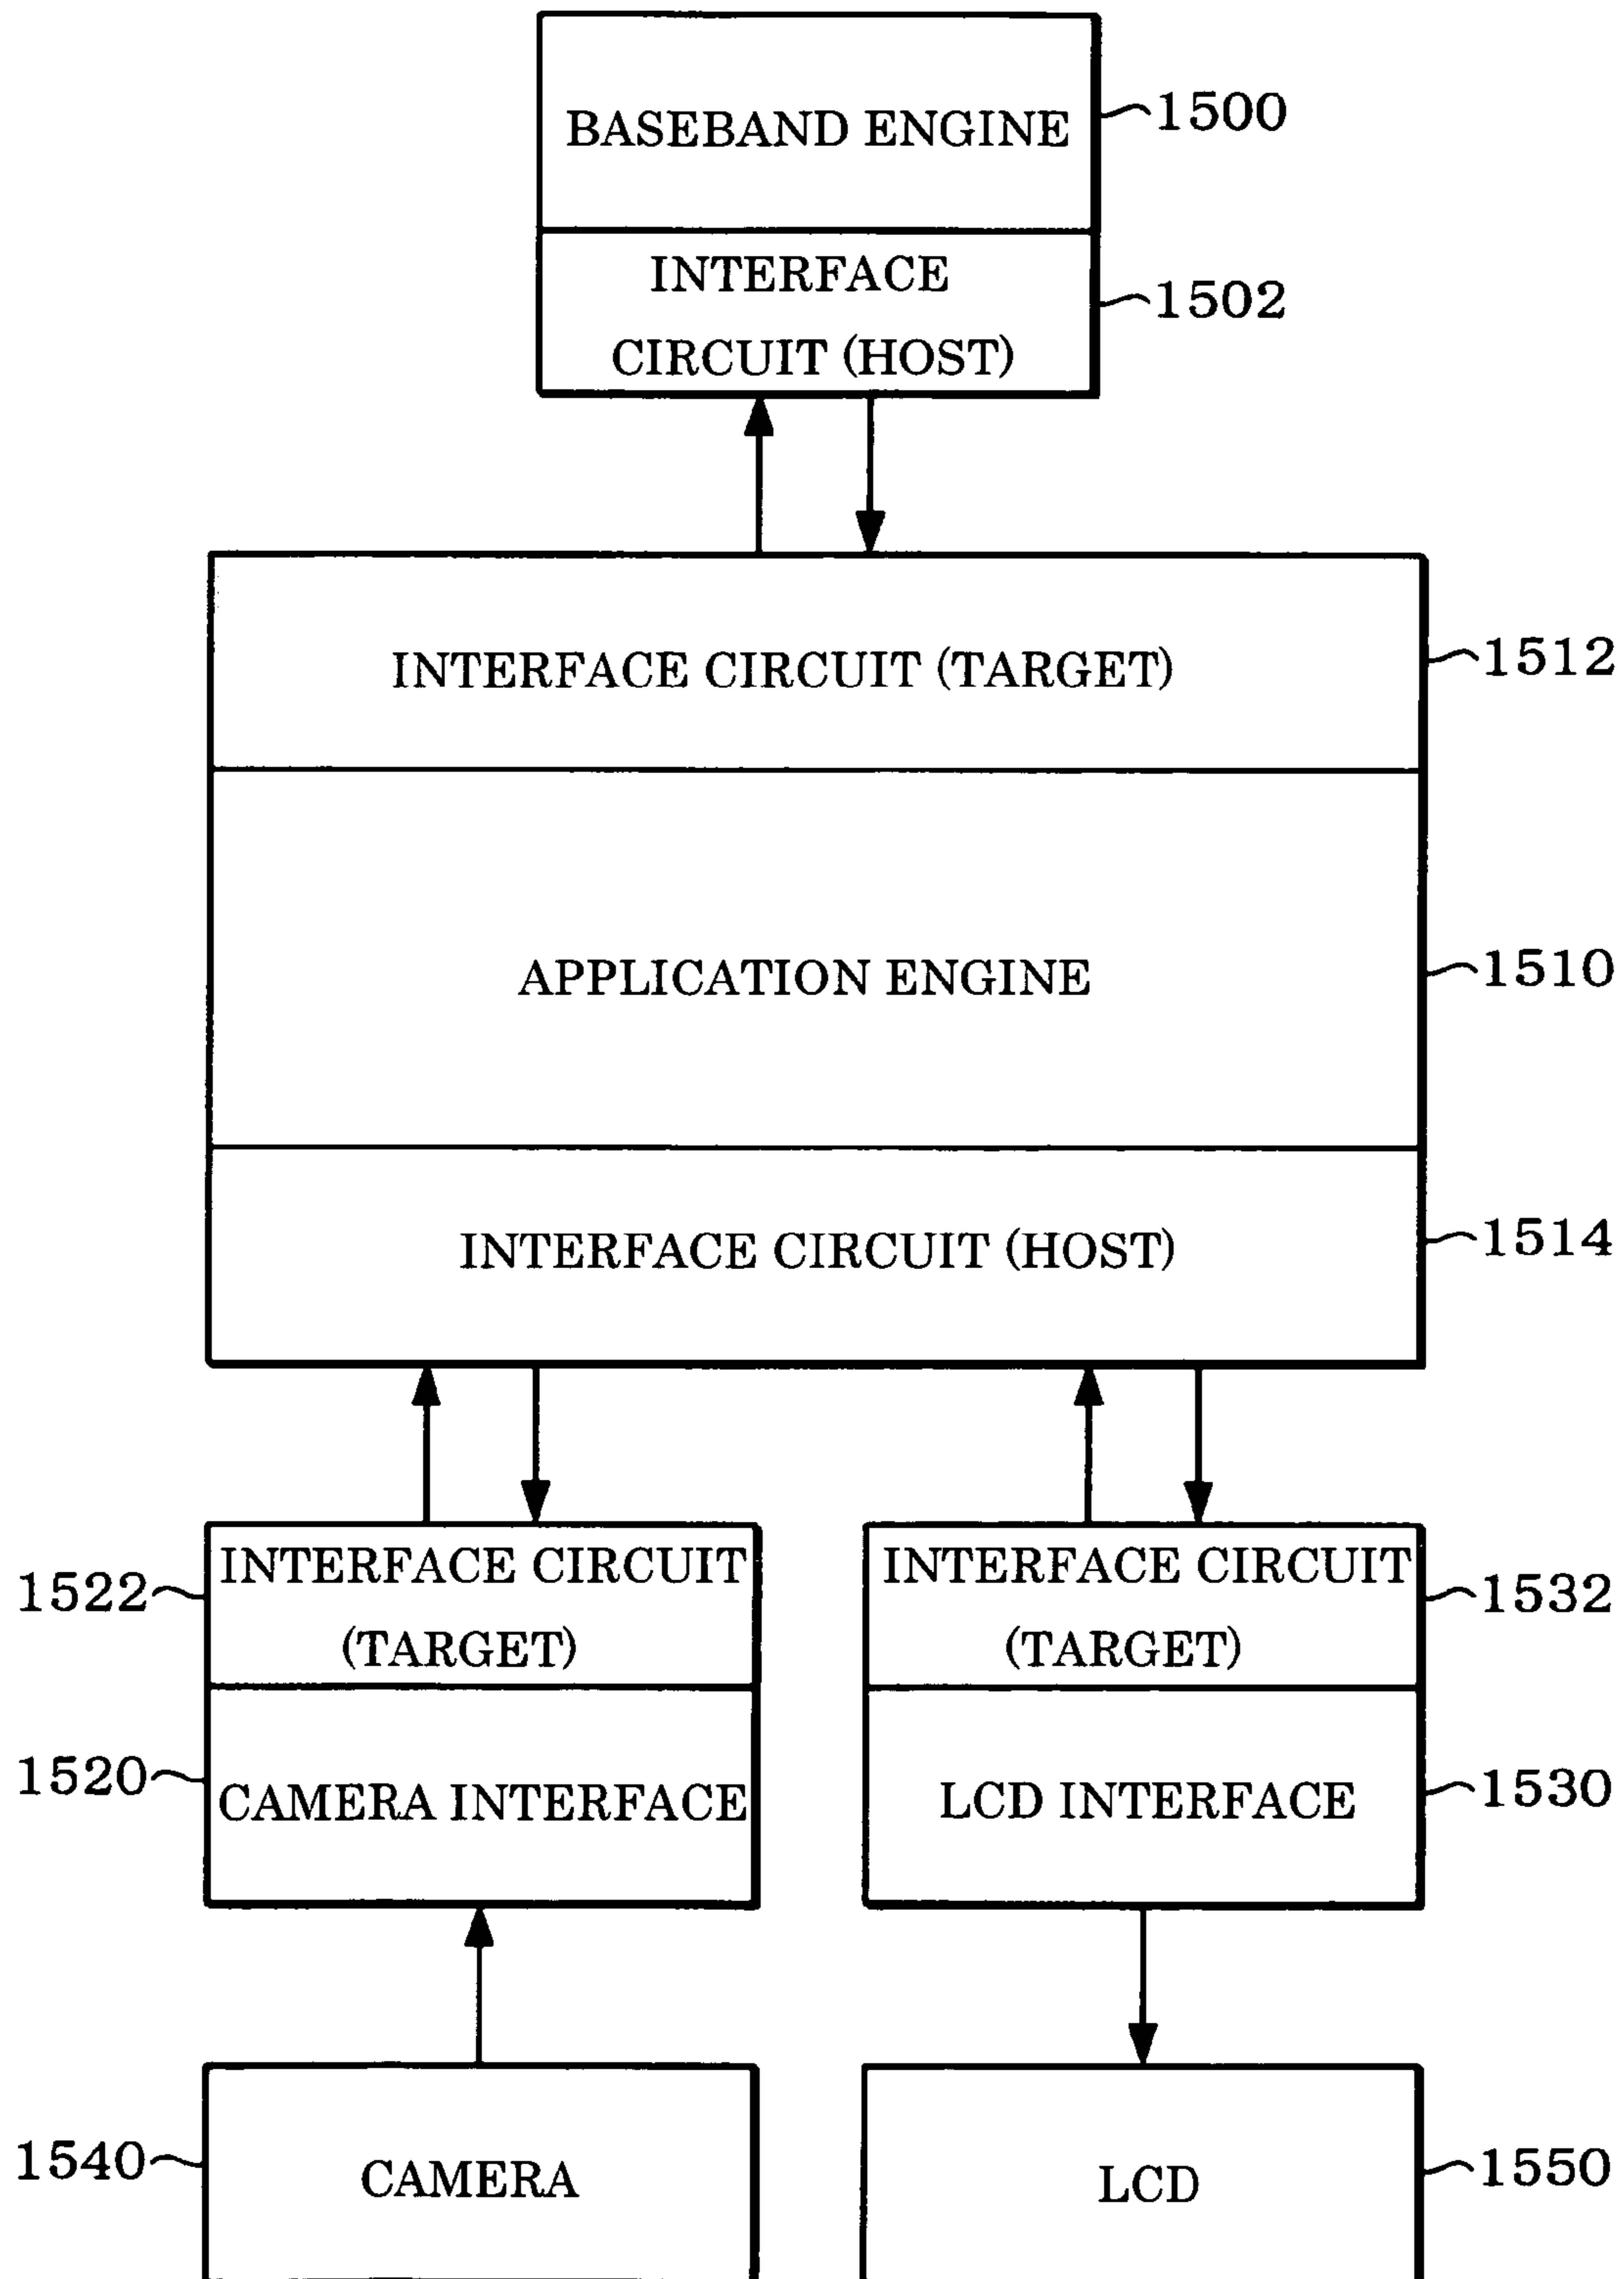 BASEBAND ENGINE
1500
INTERFACE
CIRCUIT (HOST)
1502
INTERFACE CIRCUIT (TARGET)
1512
APPLICATION ENGINE
1510
INTERFACE CIRCUIT (HOST)
1514
1522
INTERFACE CIRCUIT
(TARGET)
INTERFACE CIRCUIT
(TARGET)
1532
1520
CAMERA INTERFACE
LCD INTERFACE
1530
1540
CAMERA
LCD
1550